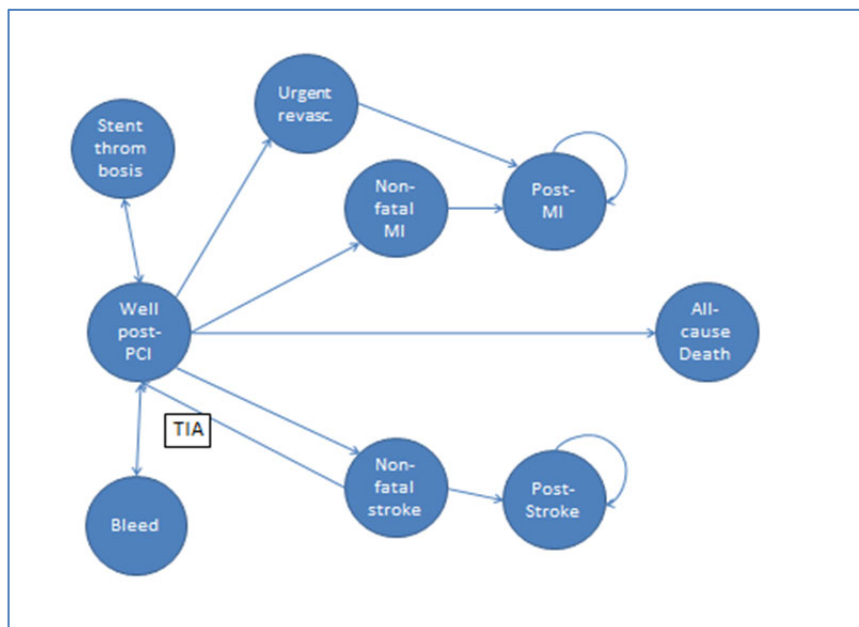 Urgent
revasc.
Stent
throm
bosis
Non-
fatal
MI
Post-
MI
Well
post-
PCI
All-
cause
Death
TIA
Non-
fatal
stroke
Post-
Stroke
Bleed